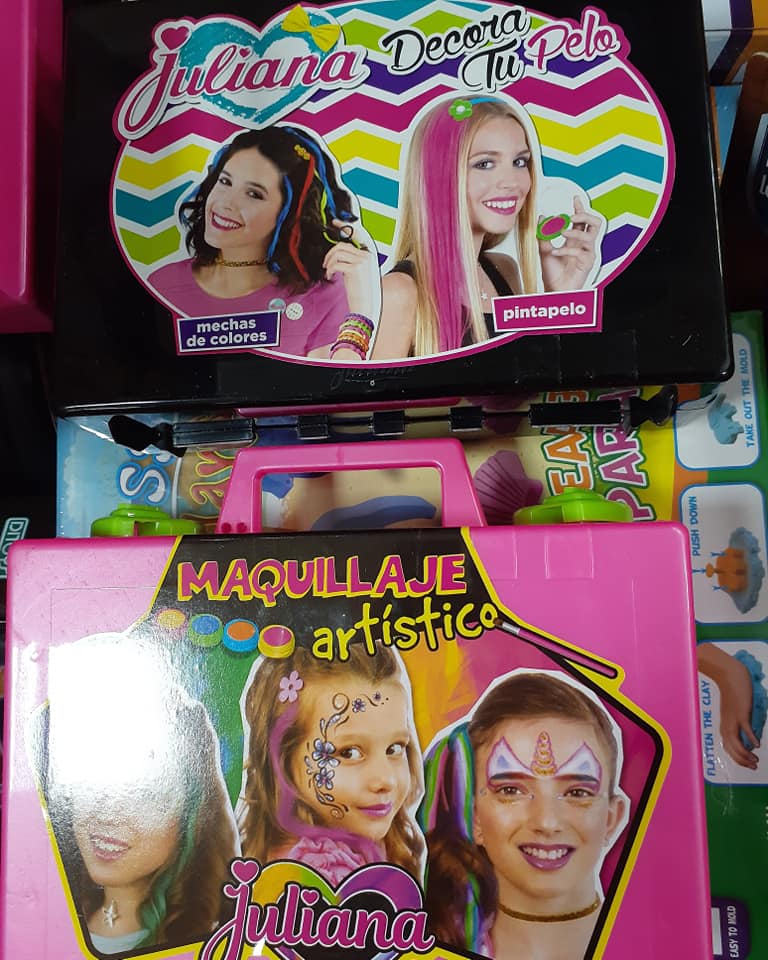 Juliana
Decora
Tu Pelo
mechas
de colores
pintapelo
TAKE OUT THE MOLD
PUSH DOWN
FLATTEN THE CLAY
EASY TO MOLD
MAQUILLAJE
artístico
Juliana